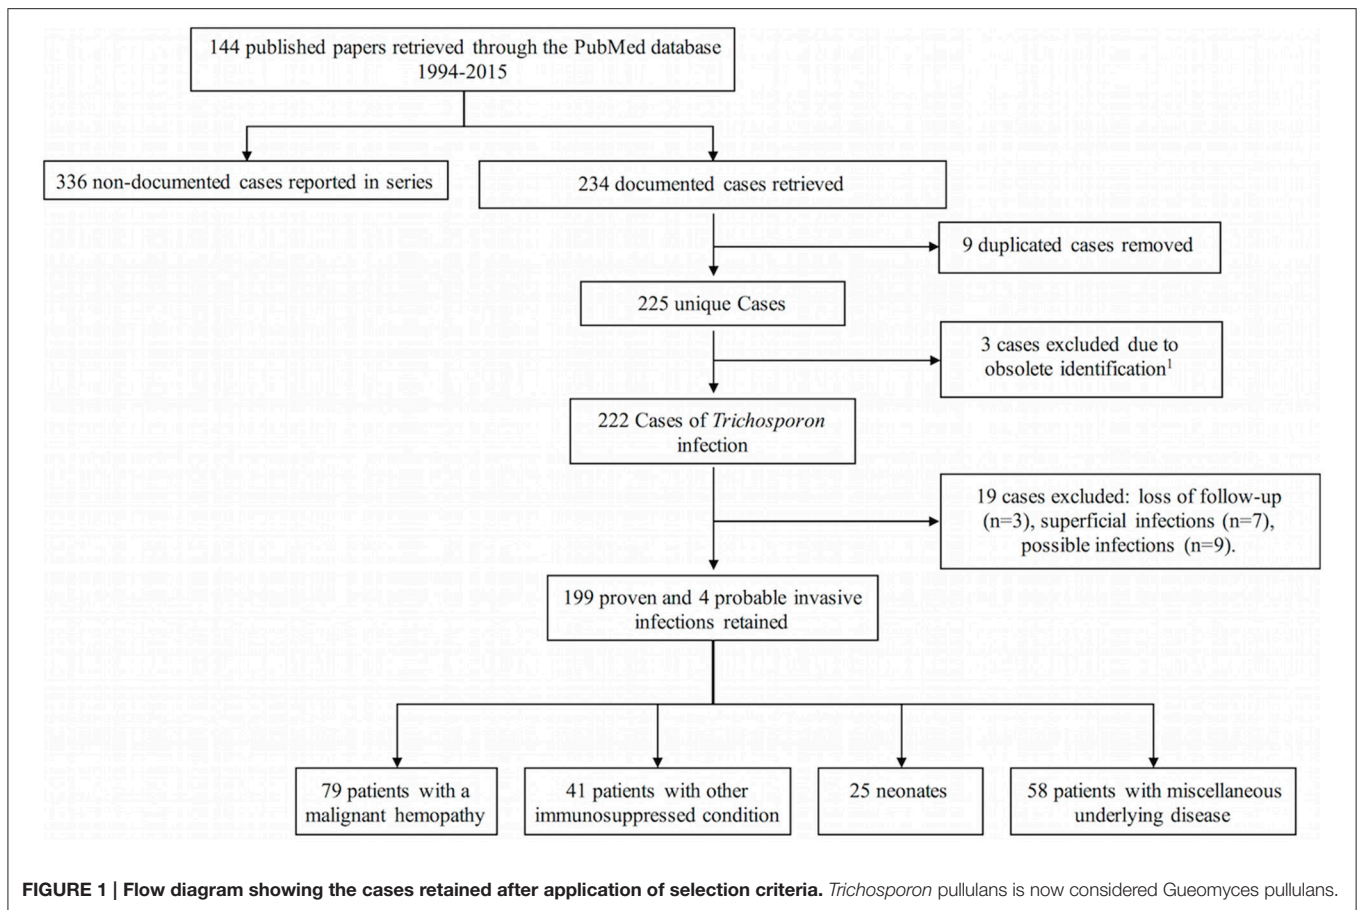 144 published papers retrieved through the PubMed database
1994-2015
336 non-documented cases reported in series
234 documented cases retrieved
9 duplicated cases removed
225 unique Cases
3 cases excluded due to
obsolete identification1
222 Cases of Trichosporon
infection
19 cases excluded: loss of follow-up
(n=3), superficial infections (n=7),
possible infections (n=9).
199 proven and 4 probable invasive
infections retained
79 patients with a
malignant hemopathy
41 patients with other
immunosuppressed condition
25 neonates
58 patients with miscellaneous
underlying disease
FIGURE 1 | Flow diagram showing the cases retained after application of selection criteria. Trichosporon pullulans is now considered Gueomyces pullulans.